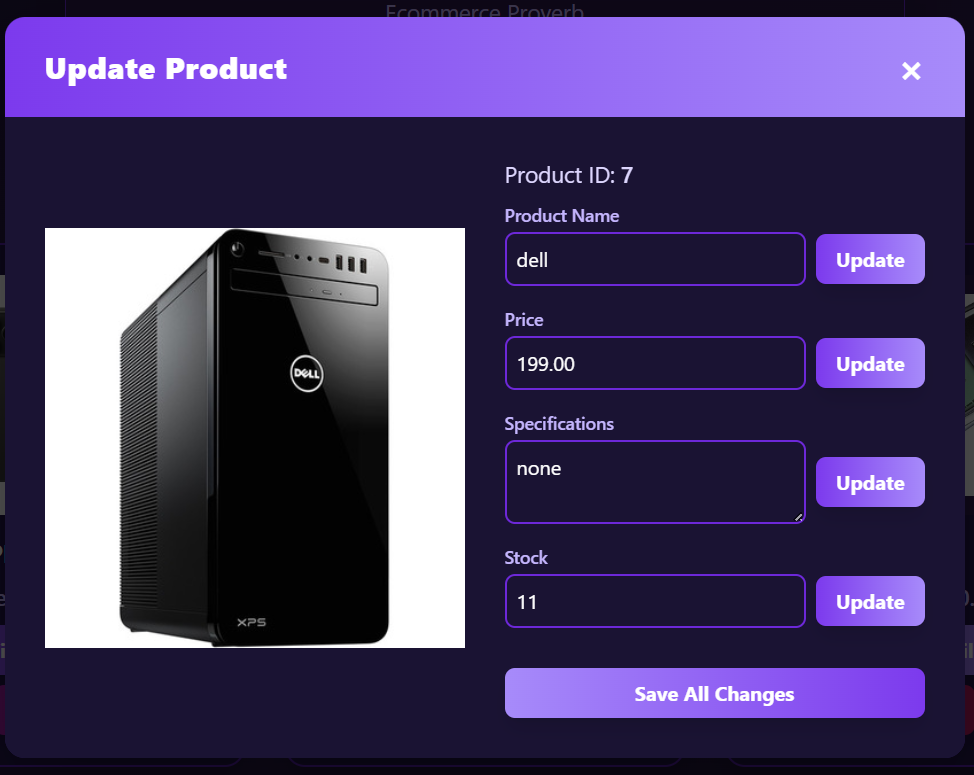 Ecommerce Proverb
Update Product
×
Product ID: 7
Product Name
dell
Update
Price
199.00
Update
Specifications
none
Update
Stock
11
Update
Save All Changes
DELL
XPS